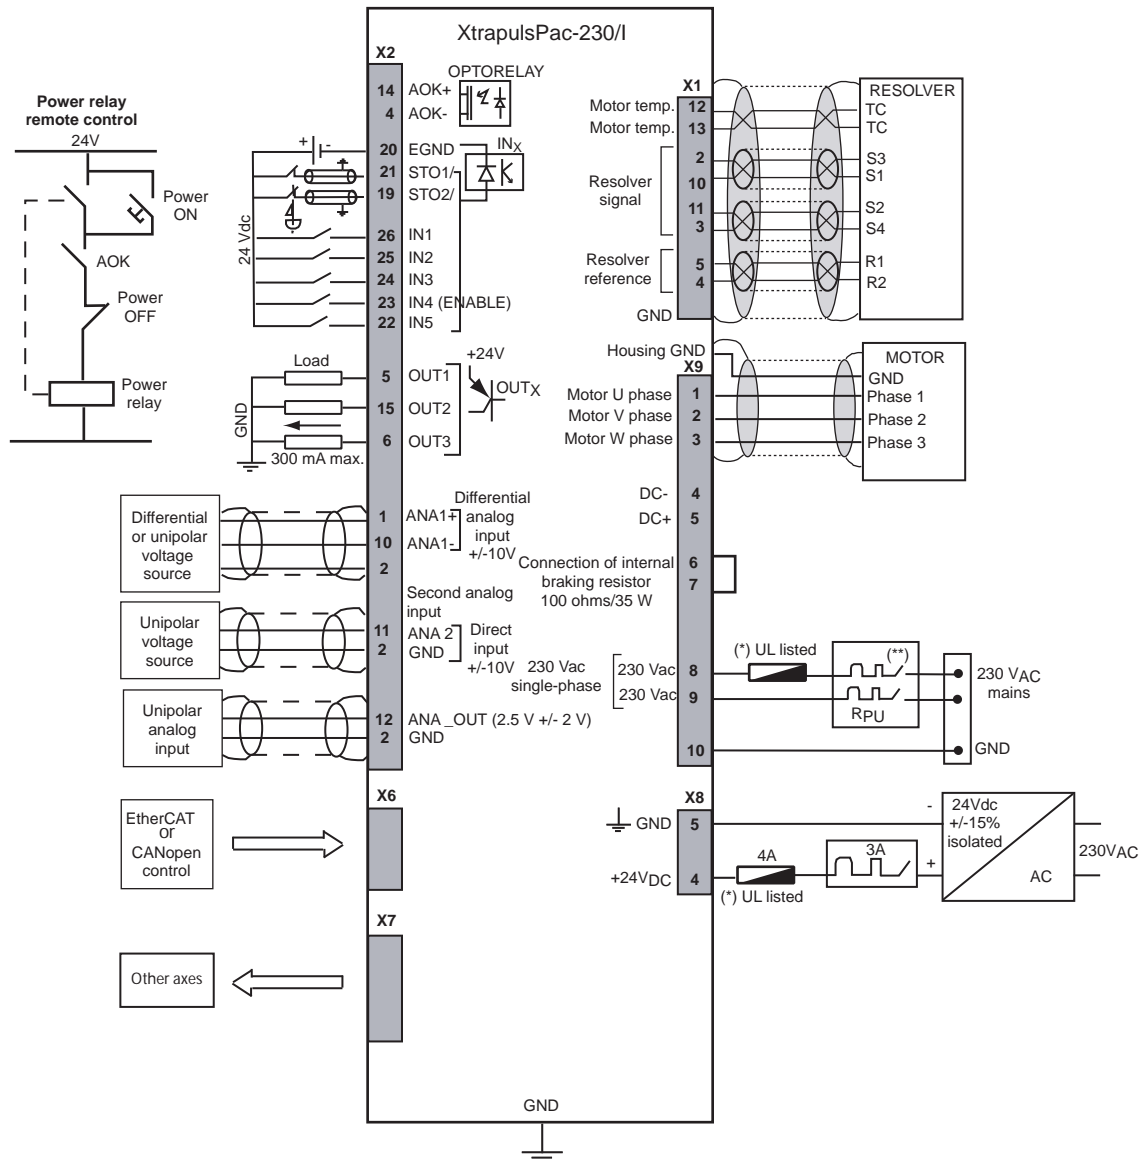 XtrapulsPac-230/I
Power relay
remote control
24V
Power
ON
AOK
Power
OFF
Power
relay
X2
14 AOK+
4 AOK-
OPTORELAY
20 EGND
21 STO1/
19 STO2/
INX
+ -
24 Vdc
26 IN1
25 IN2
24 IN3
23 IN4 (ENABLE)
22 IN5
Load
GND
300 mA max.
5 OUT1
15 OUT2
6 OUT3
+24V
OUTX
Differential
or unipolar
voltage
source
1 ANA1+
10 ANA1-
2
Differential
analog
input
+/-10V
Unipolar
voltage
source
Second analog
input
11 ANA 2
2 GND
Direct
input
+/-10V
Unipolar
analog
input
12 ANA _OUT (2.5 V +/- 2 V)
2 GND
X6
EtherCAT
or
CANopen
control
X7
Other axes
X1
Motor temp. 12
Motor temp. 13
Resolver
signal
2
10
11
3
Resolver
reference
5
4
GND
RESOLVER
TC
TC
S3
S1
S2
S4
R1
R2
Housing GND
X9
Motor U phase 1
Motor V phase 2
Motor W phase 3
MOTOR
GND
Phase 1
Phase 2
Phase 3
DC- 4
DC+ 5
Connection of internal
braking resistor
100 ohms/35 W
6
7
230 Vac
single-phase
230 Vac 8
230 Vac 9
10
(*) UL listed
(**)
RPU
230 VAC
mains
GND
X8
GND 5
+24VDC 4
4A
(*) UL listed
3A
-
+
24Vdc
+/-15%
isolated
AC
230VAC
GND